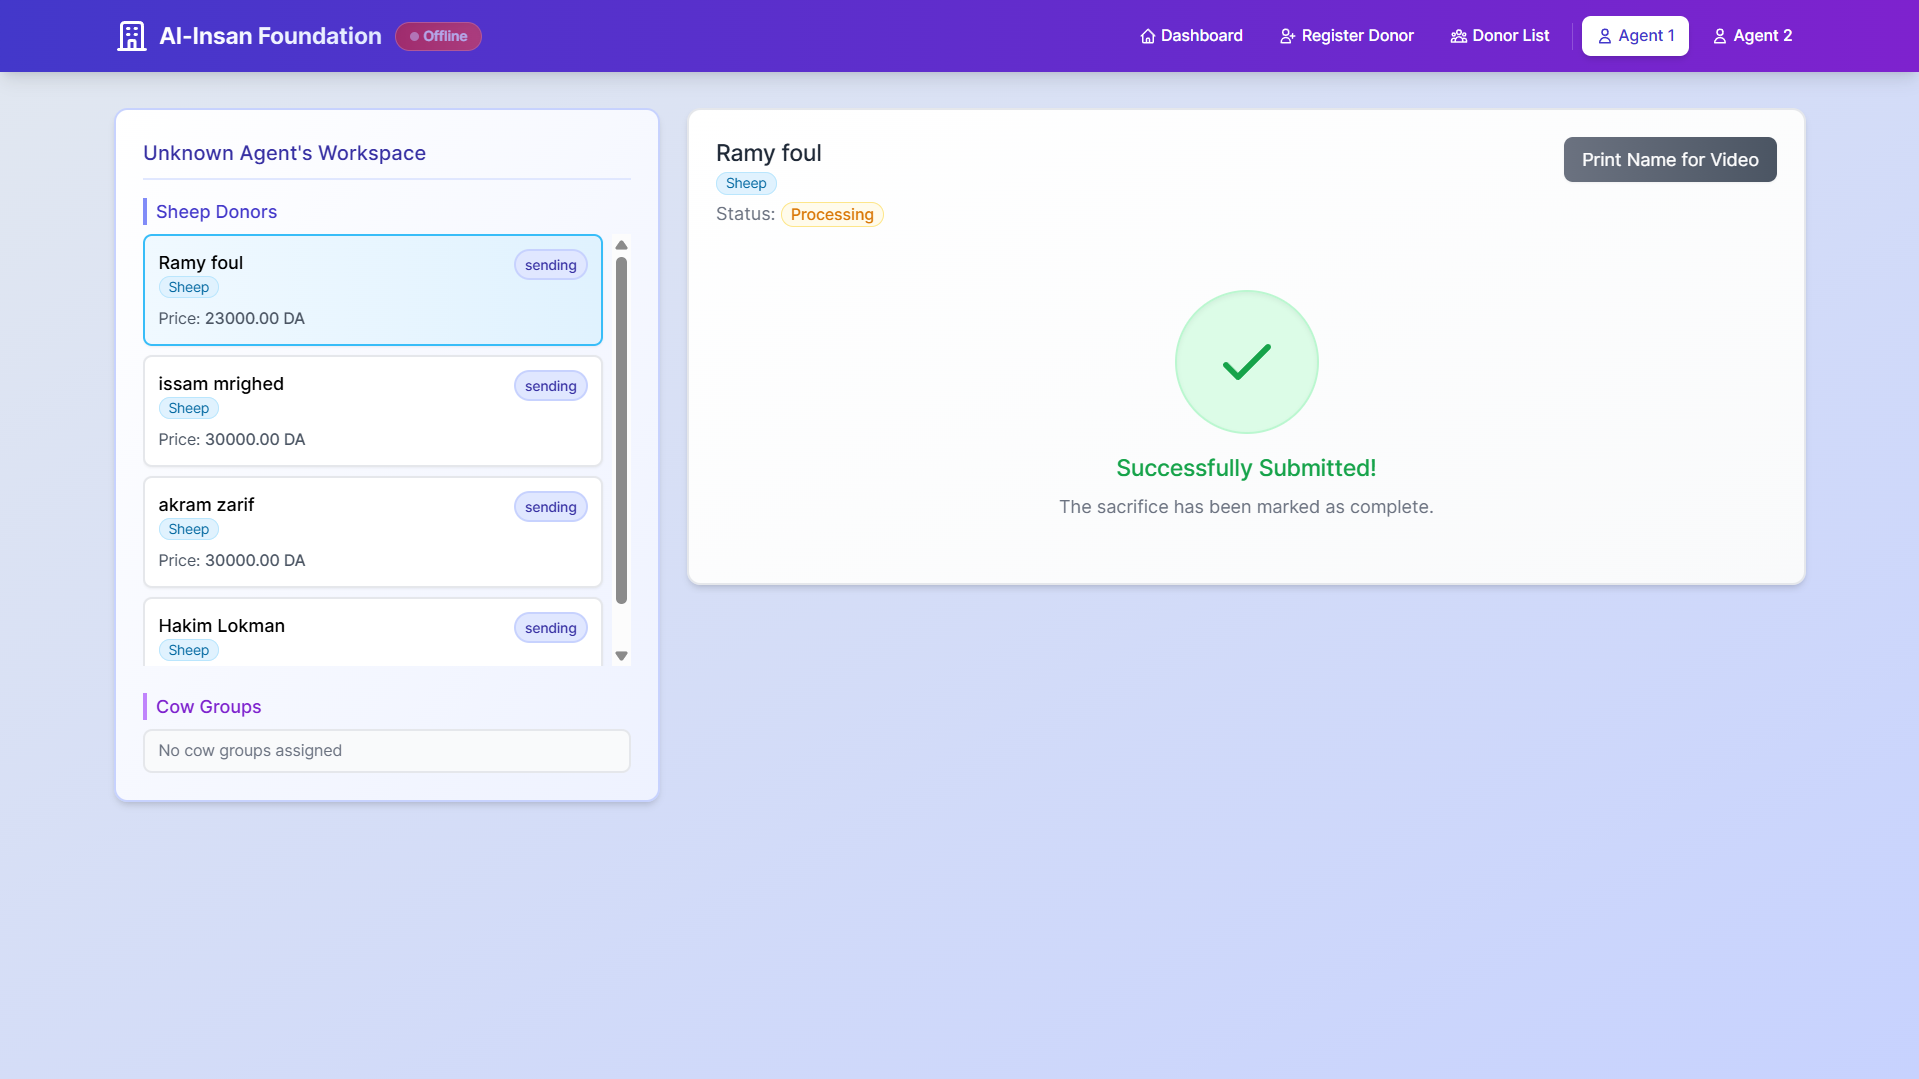 Al-Insan Foundation
Offline
Dashboard
Register Donor
Donor List
Agent 1
Agent 2
Unknown Agent's Workspace
Sheep Donors
Ramy foul
sending
Sheep
Price: 23000.00 DA
issam mrighed
sending
Sheep
Price: 30000.00 DA
akram zarif
sending
Sheep
Price: 30000.00 DA
Hakim Lokman
sending
Sheep
Cow Groups
No cow groups assigned
Ramy foul
Sheep
Status: Processing
Print Name for Video
Successfully Submitted!
The sacrifice has been marked as complete.